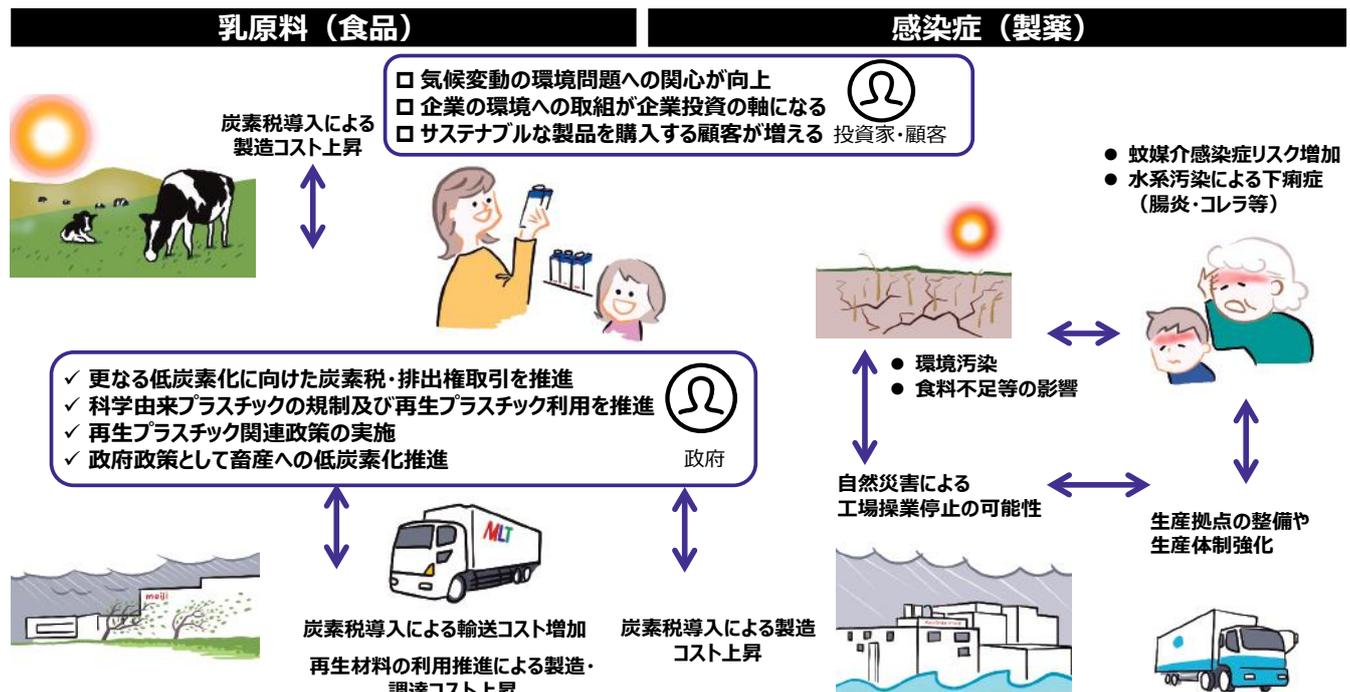 乳原料（食品）
感染症（製薬）
気候変動の環境問題への関心が向上
企業の環境への取組が企業投資の軸になる
サステナブルな製品を購入する顧客が増える
投資家・顧客
炭素税導入による
製造コスト上昇
● 蚊媒介感染症リスク増加
● 水系汚染による下痢症
（腸炎・コレラ等）
● 環境汚染
● 食料不足等の影響
✓ 更なる低炭素化に向けた炭素税・排出権取引を推進
✓ 科学由来プラスチックの規制及び再生プラスチック利用を推進
✓ 再生プラスチック関連政策の実施
✓ 政府政策として畜産への低炭素化推進
政府
自然災害による
工場操業停止の可能性
生産拠点の整備や
生産体制強化
MLT
meiji
炭素税導入による輸送コスト増加
再生材料の利用推進による製造・
調達コスト上昇
炭素税導入による製造
コスト上昇